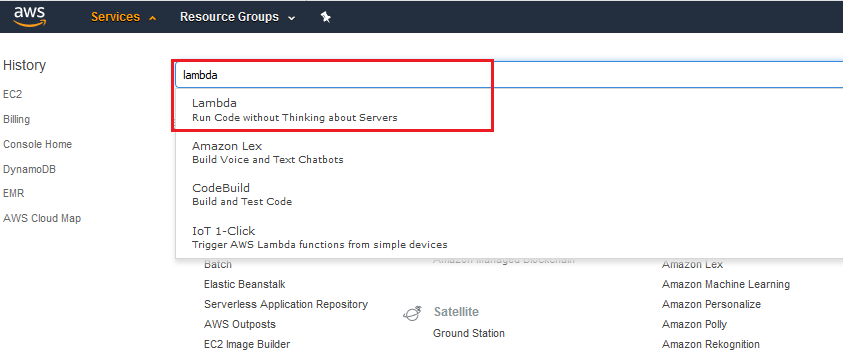 aws
Services
Resource Groups
History
EC2
Billing
Console Home
DynamoDB
EMR
AWS Cloud Map
lambda
Lambda
Run Code without Thinking about Servers
Amazon Lex
Build Voice and Text Chatbots
CodeBuild
Build and Test Code
IoT 1-Click
Trigger AWS Lambda functions from simple devices
Batch
Elastic Beanstalk
Serverless Application Repository
AWS Outposts
EC2 Image Builder
Amazon Managed Blockchain
Satellite
Ground Station
Amazon Lex
Amazon Machine Learning
Amazon Personalize
Amazon Polly
Amazon Rekognition